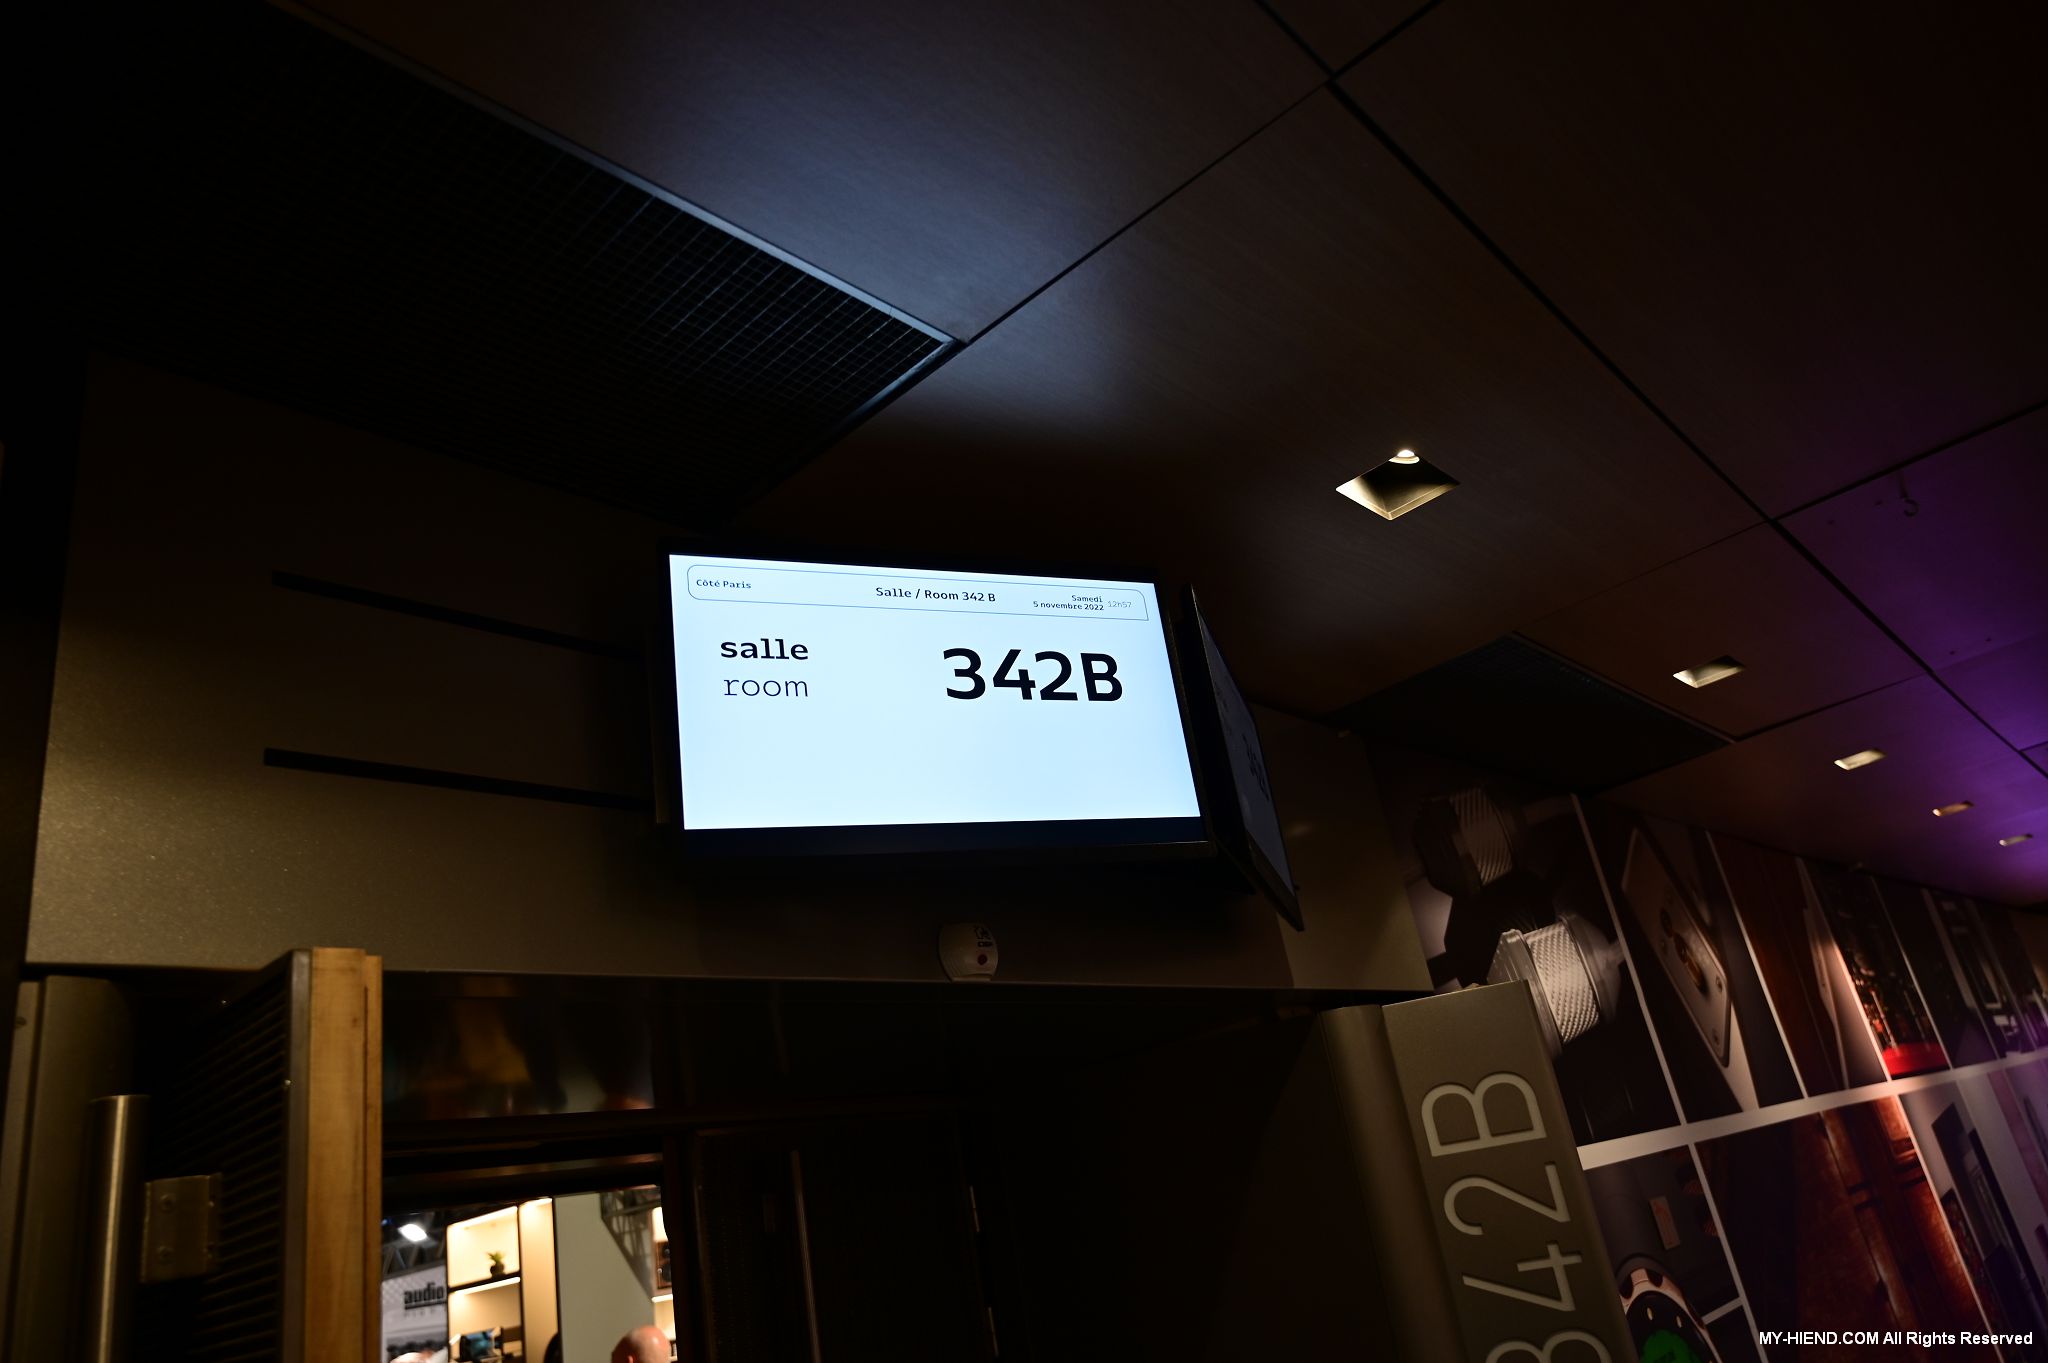 Côté Paris
Salle / Room 342 B
Samedi
5 novembre 2022 12h57
salle
342B
room
342B
audio
MY-HIEND.COM All Rights Reserved